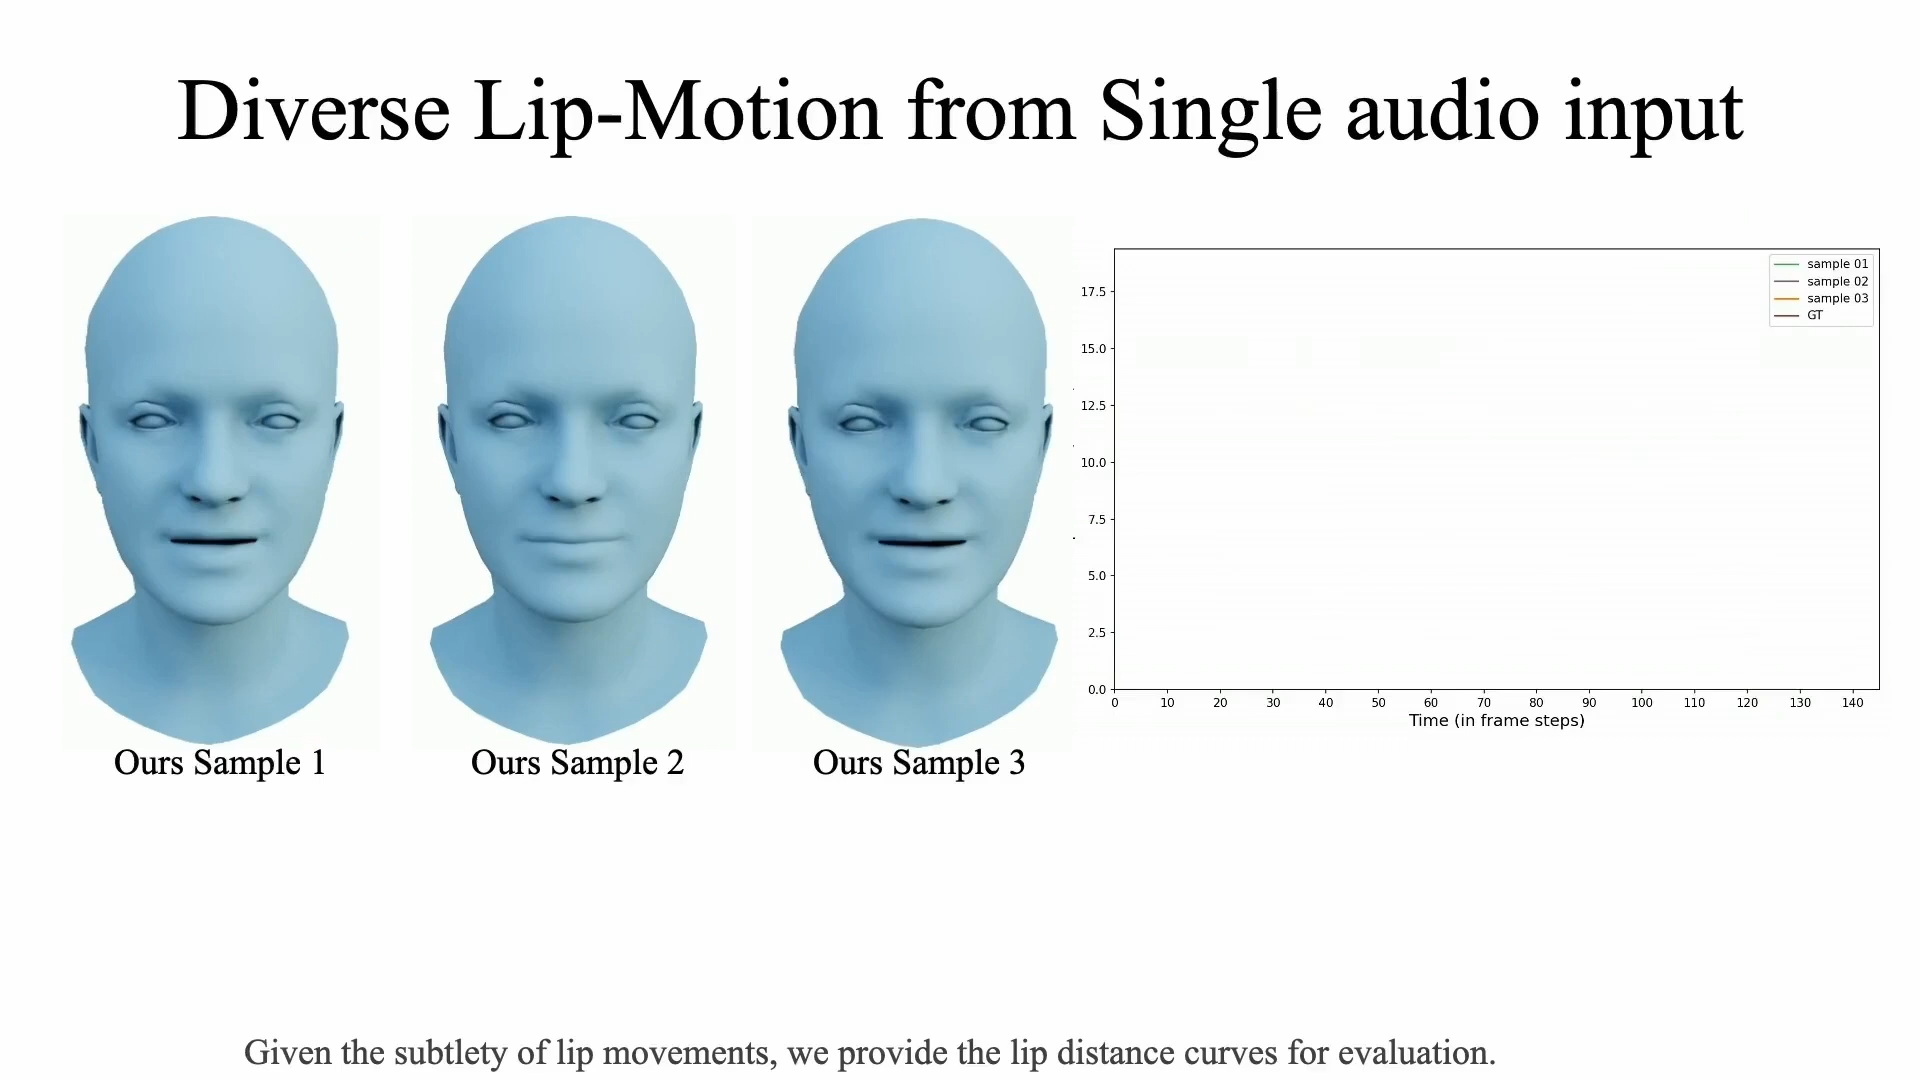 Diverse Lip-Motion from Single audio input
sample 01
sample 02
sample 03
GT
17.5
15.0
12.5
10.0
7.5
5.0
2.5
0.0
0 10 20 30 40 50 60 70 80 90 100 110 120 130 140
Time (in frame steps)
Ours Sample 1
Ours Sample 2
Ours Sample 3
Given the subtlety of lip movements, we provide the lip distance curves for evaluation.